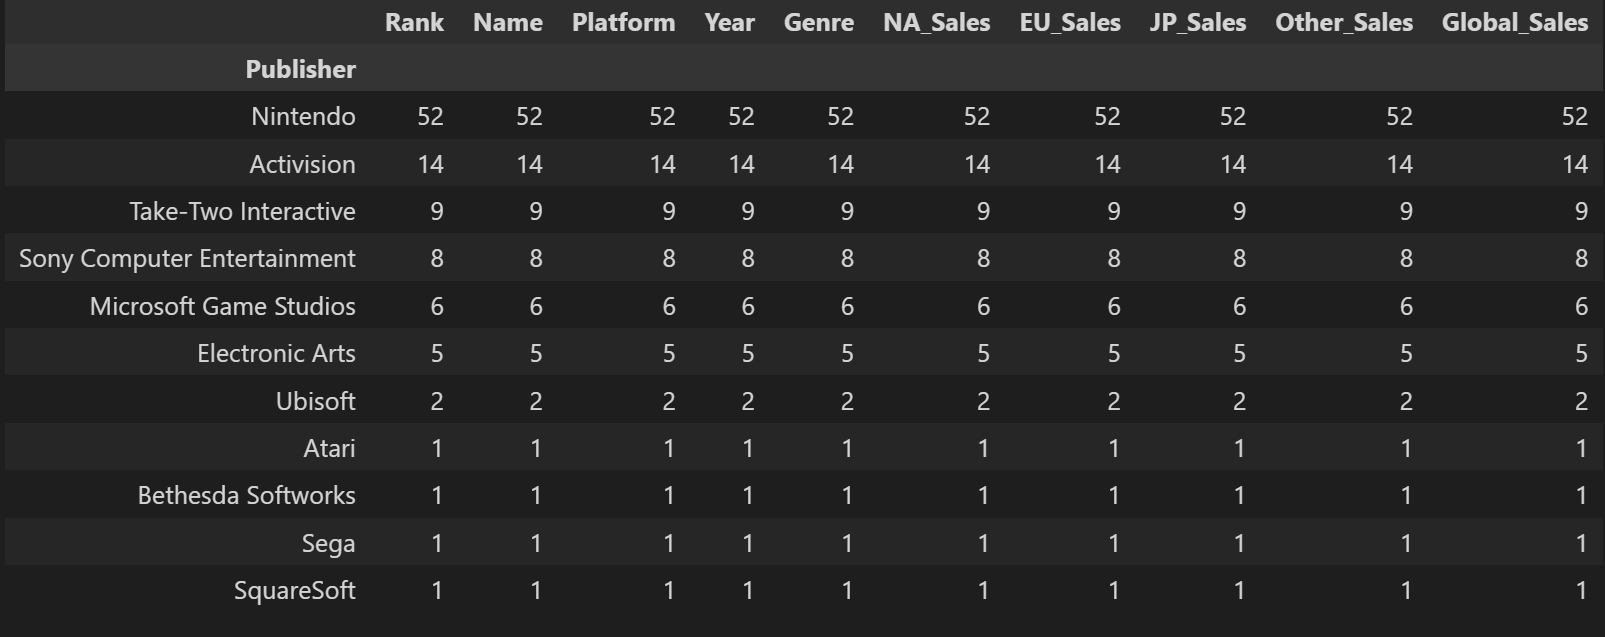 Rank Name Platform Year Genre NA_Sales EU_Sales JP_Sales Other_Sales Global_Sales
Publisher
Nintendo 52 52 52 52 52 52 52 52 52 52
Activision 14 14 14 14 14 14 14 14 14 14
Take-Two Interactive 9 9 9 9 9 9 9 9 9 9
Sony Computer Entertainment 8 8 8 8 8 8 8 8 8 8
Microsoft Game Studios 6 6 6 6 6 6 6 6 6 6
Electronic Arts 5 5 5 5 5 5 5 5 5 5
Ubisoft 2 2 2 2 2 2 2 2 2 2
Atari 1 1 1 1 1 1 1 1 1 1
Bethesda Softworks 1 1 1 1 1 1 1 1 1 1
Sega 1 1 1 1 1 1 1 1 1 1
SquareSoft 1 1 1 1 1 1 1 1 1 1